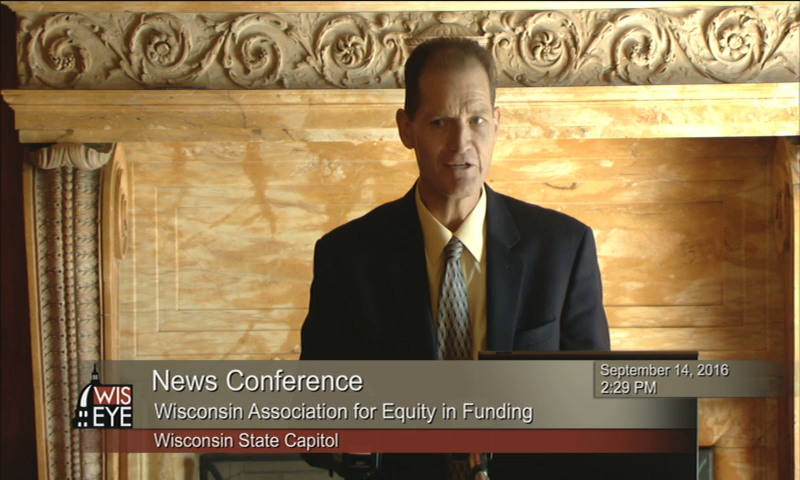 News Conference
Wisconsin Association for Equity in Funding
Wisconsin State Capitol
September 14, 2016
2:29 PM
WIS
EYE